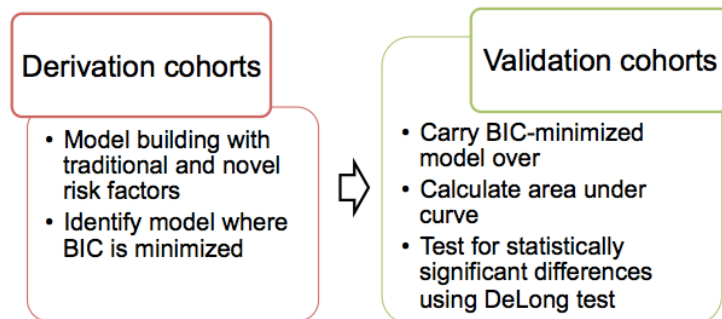 Derivation cohorts
• Model building with
traditional and novel
risk factors
• Identify model where
BIC is minimized
Validation cohorts
• Carry BIC-minimized
model over
• Calculate area under
curve
• Test for statistically
significant differences
using DeLong test